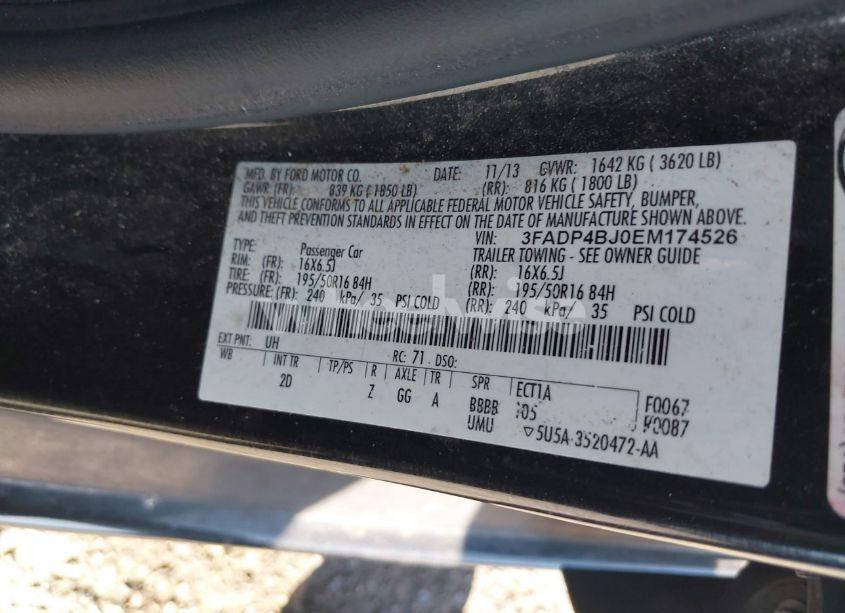 MFD. BY FORD MOTOR CO. DATE: 11/13 GVWR: 1642 KG ( 3620 LB)
GAWR: (FR): 839 KG ( 1850 LB) (RR): 816 KG ( 1800 LB)
THIS VEHICLE CONFORMS TO ALL APPLICABLE FEDERAL MOTOR VEHICLE SAFETY, BUMPER,
AND THEFT PREVENTION STANDARDS IN EFFECT ON THE DATE OF MANUFACTURE SHOWN ABOVE.
VIN: 3FADP4BJ0EM174526
TYPE: Passenger Car TRAILER TOWING - SEE OWNER GUIDE
RIM: (FR): 16X6.5J (RR): 16X6.5J
TIRE: (FR): 195/50R16 84H (RR): 195/50R16 84H
PRESSURE: (FR): 240 kPa/ 35 PSI COLD (RR): 240 kPa/ 35 PSI COLD
EXT PNT: UH RC: 71 . DSO:
WB INT TR TP/PS R AXLE TR SPR ECT1A
2D Z GG A BBBB F0067
UMU
▽5U5A-3520472-AA